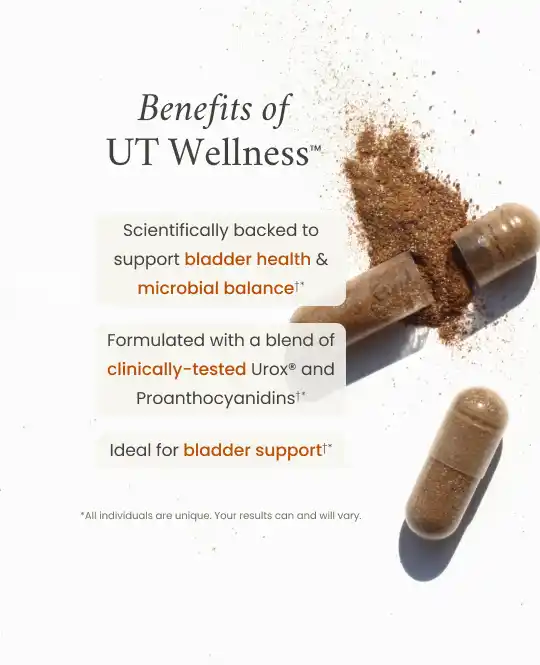 Benefits of
UT Wellness™
Scientifically backed to
support bladder health &
microbial balance†*
Formulated with a blend of
clinically-tested Urox® and
Proanthocyanidins†*
Ideal for bladder support†*
*All individuals are unique. Your results can and will vary.